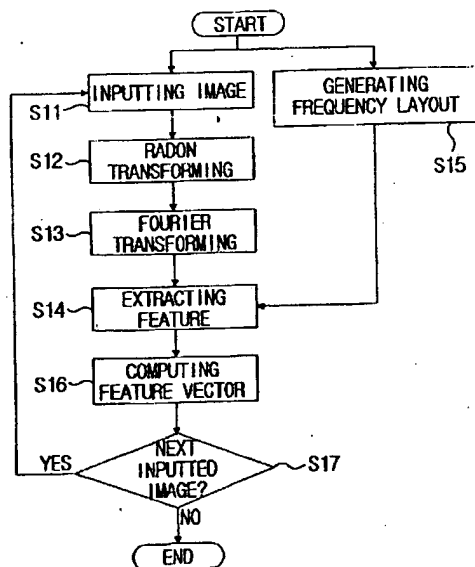 START
INPUTTING IMAGE
S11
GENERATING
FREQUENCY LAYOUT
S15
RADON
TRANSFORMING
S12
FOURIER
TRANSFORMING
S13
EXTRACTING
FEATURE
S14
COMPUTING
FEATURE VECTOR
S16
NEXT
INPUTTED
IMAGE?
YES
S17
NO
END